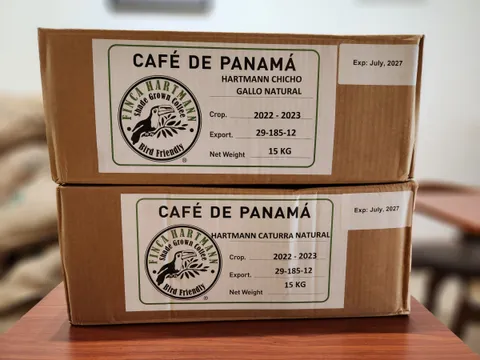 CAFÉ DE PANAMÁ
HARTMANN CHICHO
GALLO NATURAL
Crop. 2022 - 2023
Export. 29-185-12
Net Weight 15 KG
FINCA HARTMANN
Shade Grown Coffee
Bird Friendly
®
Exp: July, 2027
CAFÉ DE PANAMÁ
HARTMANN CATURRA NATURAL
Crop. 2022 - 2023
Export. 29-185-12
Net Weight 15 KG
FINCA HARTMANN
Shade Grown Coffee
Bird Friendly
®
Exp: July, 2027